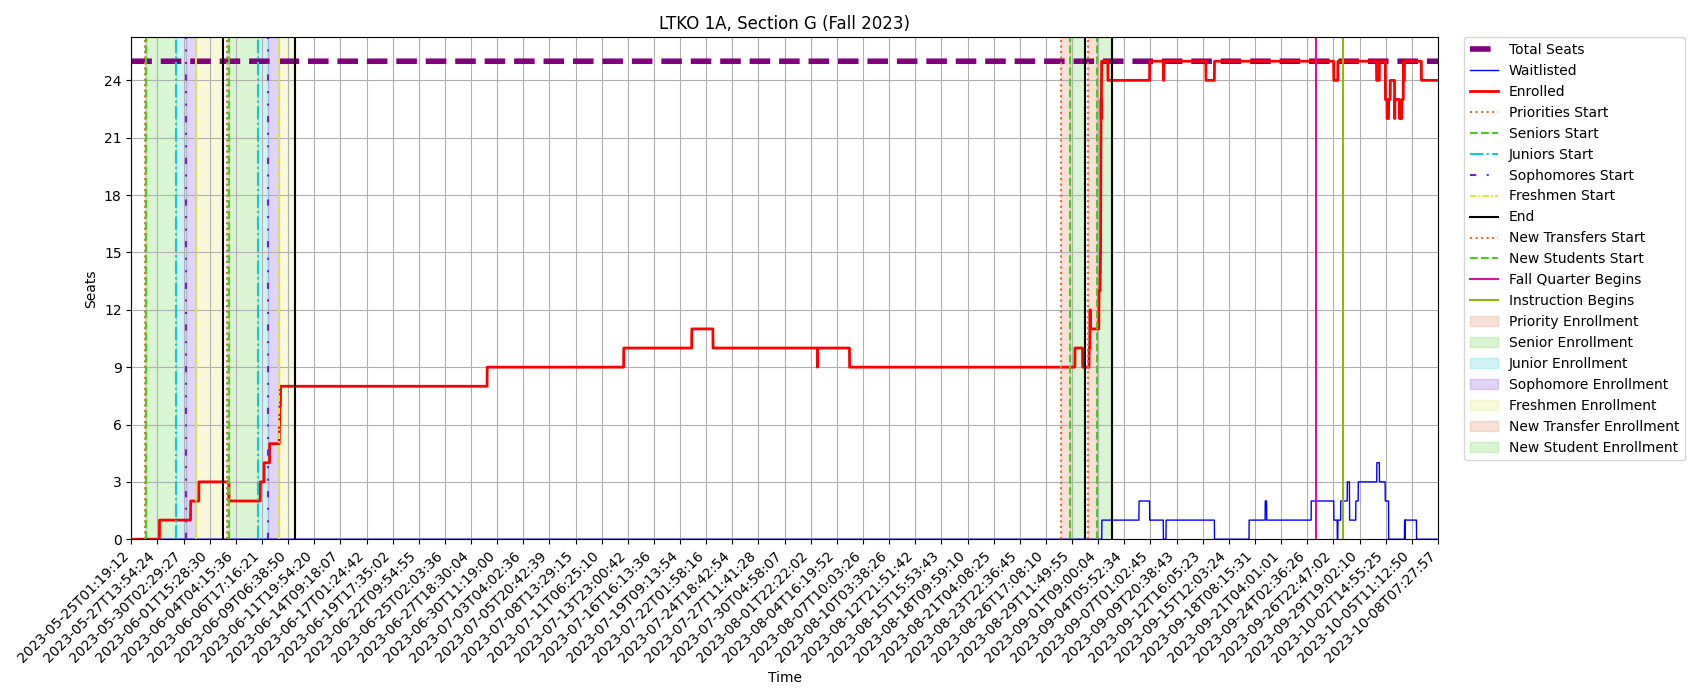 LTKO 1A, Section G (Fall 2023)
Seats
24
21
18
15
12
9
6
3
0
2023-05-25T01:19:12
2023-05-27T13:54:24
2023-05-30T02:29:27
2023-06-01T15:28:30
2023-06-04T04:15:36
2023-06-06T17:16:21
2023-06-09T06:38:50
2023-06-11T19:54:20
2023-06-14T09:18:07
2023-06-17T01:24:42
2023-06-19T17:35:02
2023-06-22T09:54:55
2023-06-25T02:03:36
2023-06-27T18:30:04
2023-06-30T11:19:00
2023-07-03T04:02:36
2023-07-05T20:42:39
2023-07-08T13:29:15
2023-07-11T06:25:10
2023-07-13T23:00:42
2023-07-16T16:13:36
2023-07-19T09:13:54
2023-07-22T01:58:16
2023-07-24T18:42:54
2023-07-27T11:41:28
2023-07-30T04:58:07
2023-08-01T22:22:02
2023-08-04T16:19:52
2023-08-07T10:03:26
2023-08-10T03:38:26
2023-08-12T21:51:42
2023-08-15T15:53:43
2023-08-18T09:59:10
2023-08-21T04:08:25
2023-08-23T22:36:45
2023-08-26T17:08:10
2023-08-29T11:49:55
2023-09-01T09:00:04
2023-09-04T05:52:34
2023-09-07T01:02:45
2023-09-09T20:38:43
2023-09-12T16:05:23
2023-09-15T12:03:24
2023-09-18T08:15:31
2023-09-21T04:01:01
2023-09-24T02:36:26
2023-09-26T22:47:02
2023-09-29T19:02:10
2023-10-02T14:55:25
2023-10-05T11:12:50
2023-10-08T07:27:57
Time
Total Seats
Waitlisted
Enrolled
Priorities Start
Seniors Start
Juniors Start
Sophomores Start
Freshmen Start
End
New Transfers Start
New Students Start
Fall Quarter Begins
Instruction Begins
Priority Enrollment
Senior Enrollment
Junior Enrollment
Sophomore Enrollment
Freshmen Enrollment
New Transfer Enrollment
New Student Enrollment